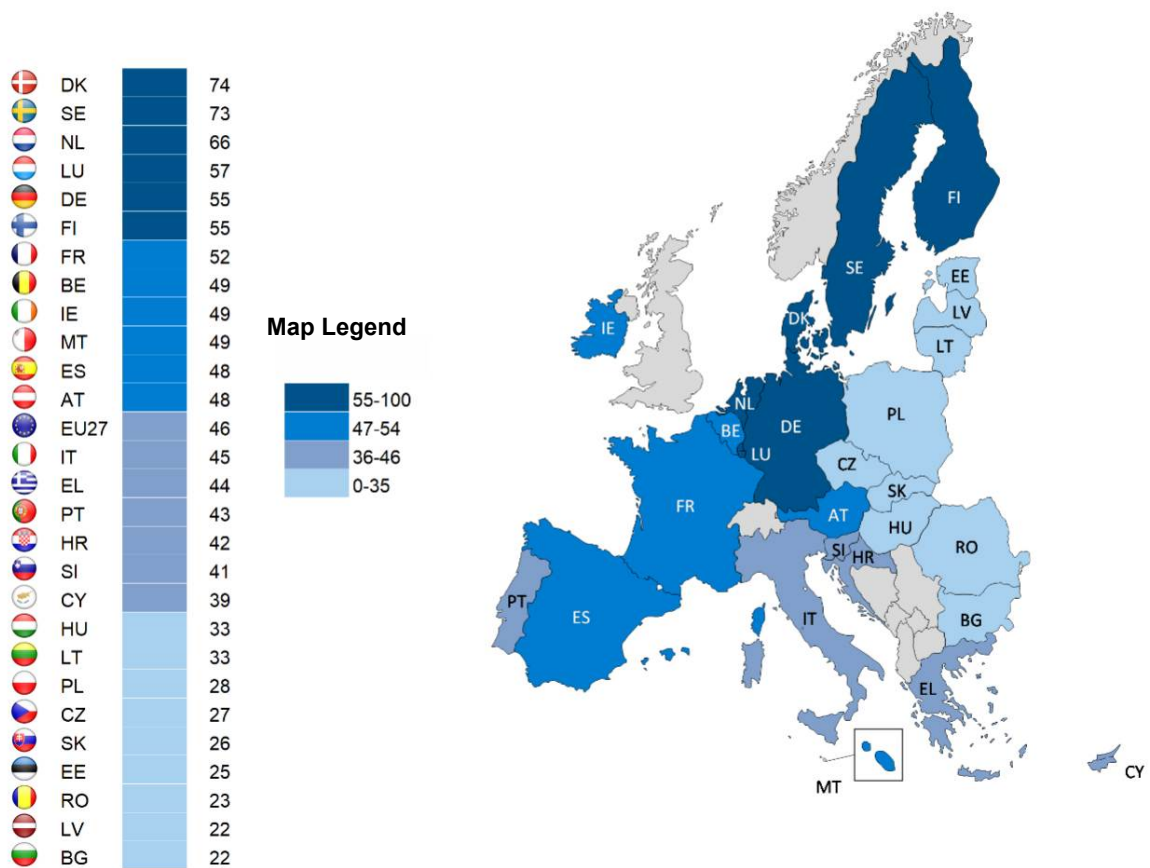 DK 74
SE 73
NL 66
LU 57
DE 55
FI 55
FR 52
BE 49
IE 49
MT 49
ES 48
AT 48
EU27 46
IT 45
EL 44
PT 43
HR 42
SI 41
CY 39
HU 33
LT 33
PL 28
CZ 27
SK 26
EE 25
RO 23
LV 22
BG 22
Map Legend
55-100
47-54
36-46
0-35
FI
SE
EE
LV
LT
DK
IE
NL
BE
DE
PL
LU
CZ
SK
FR
AT
HU
SI
HR
RO
PT
ES
IT
BG
EL
MT
CY